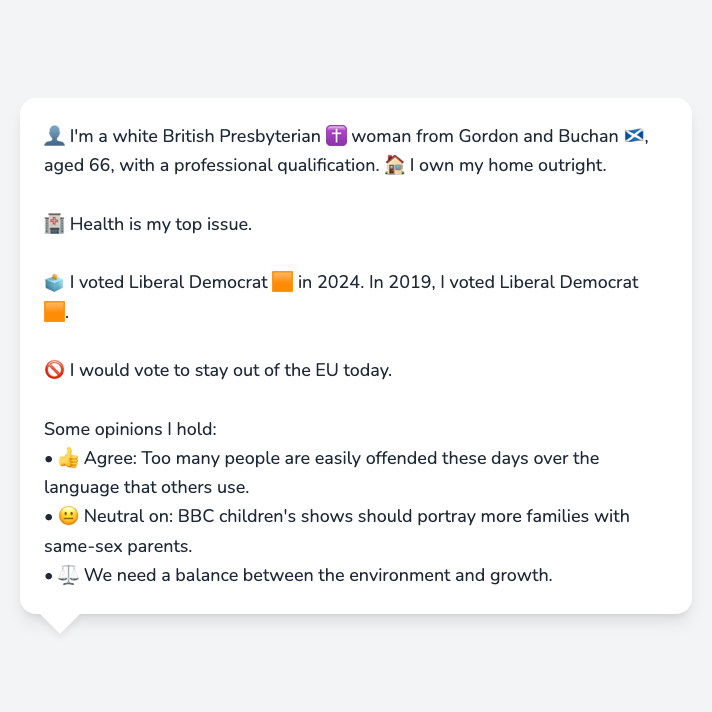 👤 I'm a white British Presbyterian ✝️ woman from Gordon and Buchan 🏴󠁧󠁢󠁳󠁣󠁴󠁿,
aged 66, with a professional qualification. 🏠 I own my home outright.
🏥 Health is my top issue.
🗳️ I voted Liberal Democrat 🟧 in 2024. In 2019, I voted Liberal Democrat
🟧.
🚫 I would vote to stay out of the EU today.
Some opinions I hold:
• 👍 Agree: Too many people are easily offended these days over the
language that others use.
• 😐 Neutral on: BBC children's shows should portray more families with
same-sex parents.
• ⚖️ We need a balance between the environment and growth.